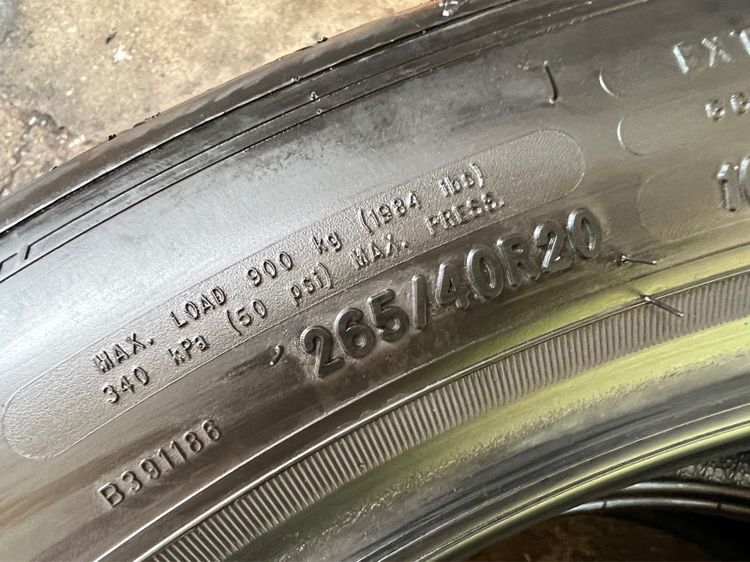 MAX. LOAD 900 kg (1984 lbs)
340 kPa (50 psi) MAX. PRESS.
265/40R20
B391186